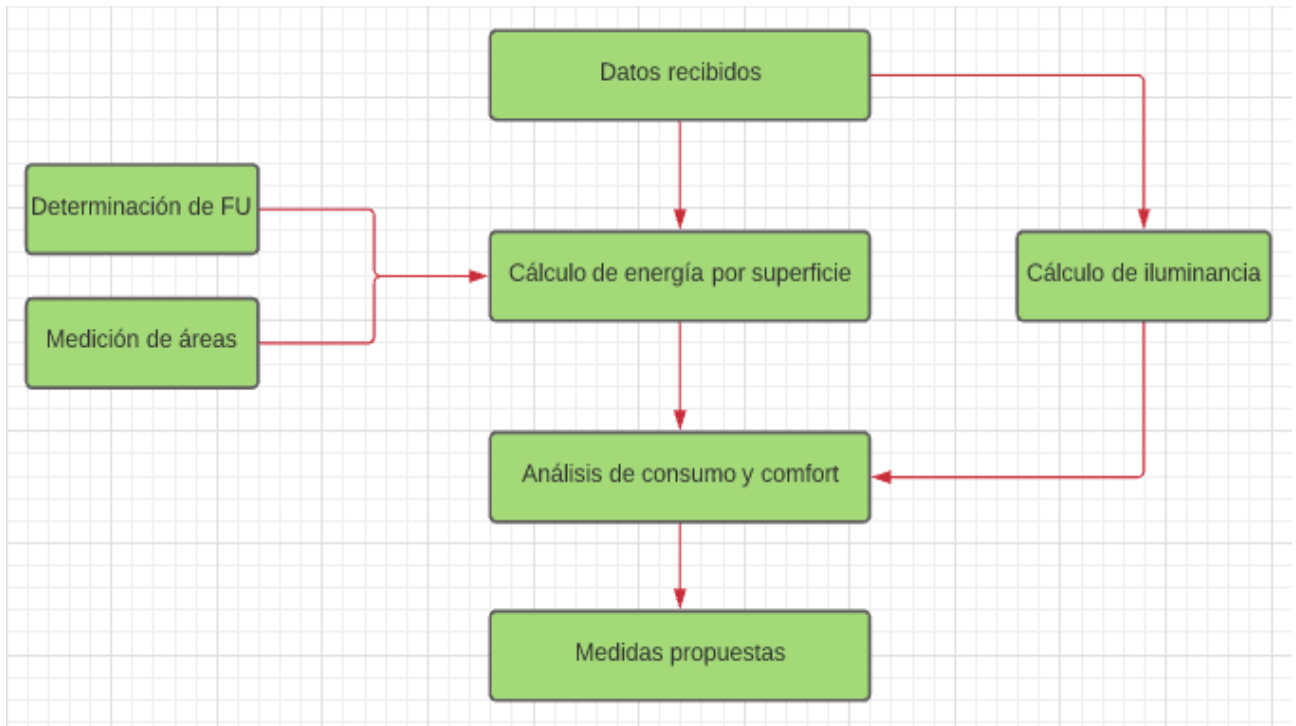 Datos recibidos
Determinación de FU
Cálculo de energía por superficie
Cálculo de iluminancia
Medición de áreas
Análisis de consumo y comfort
Medidas propuestas